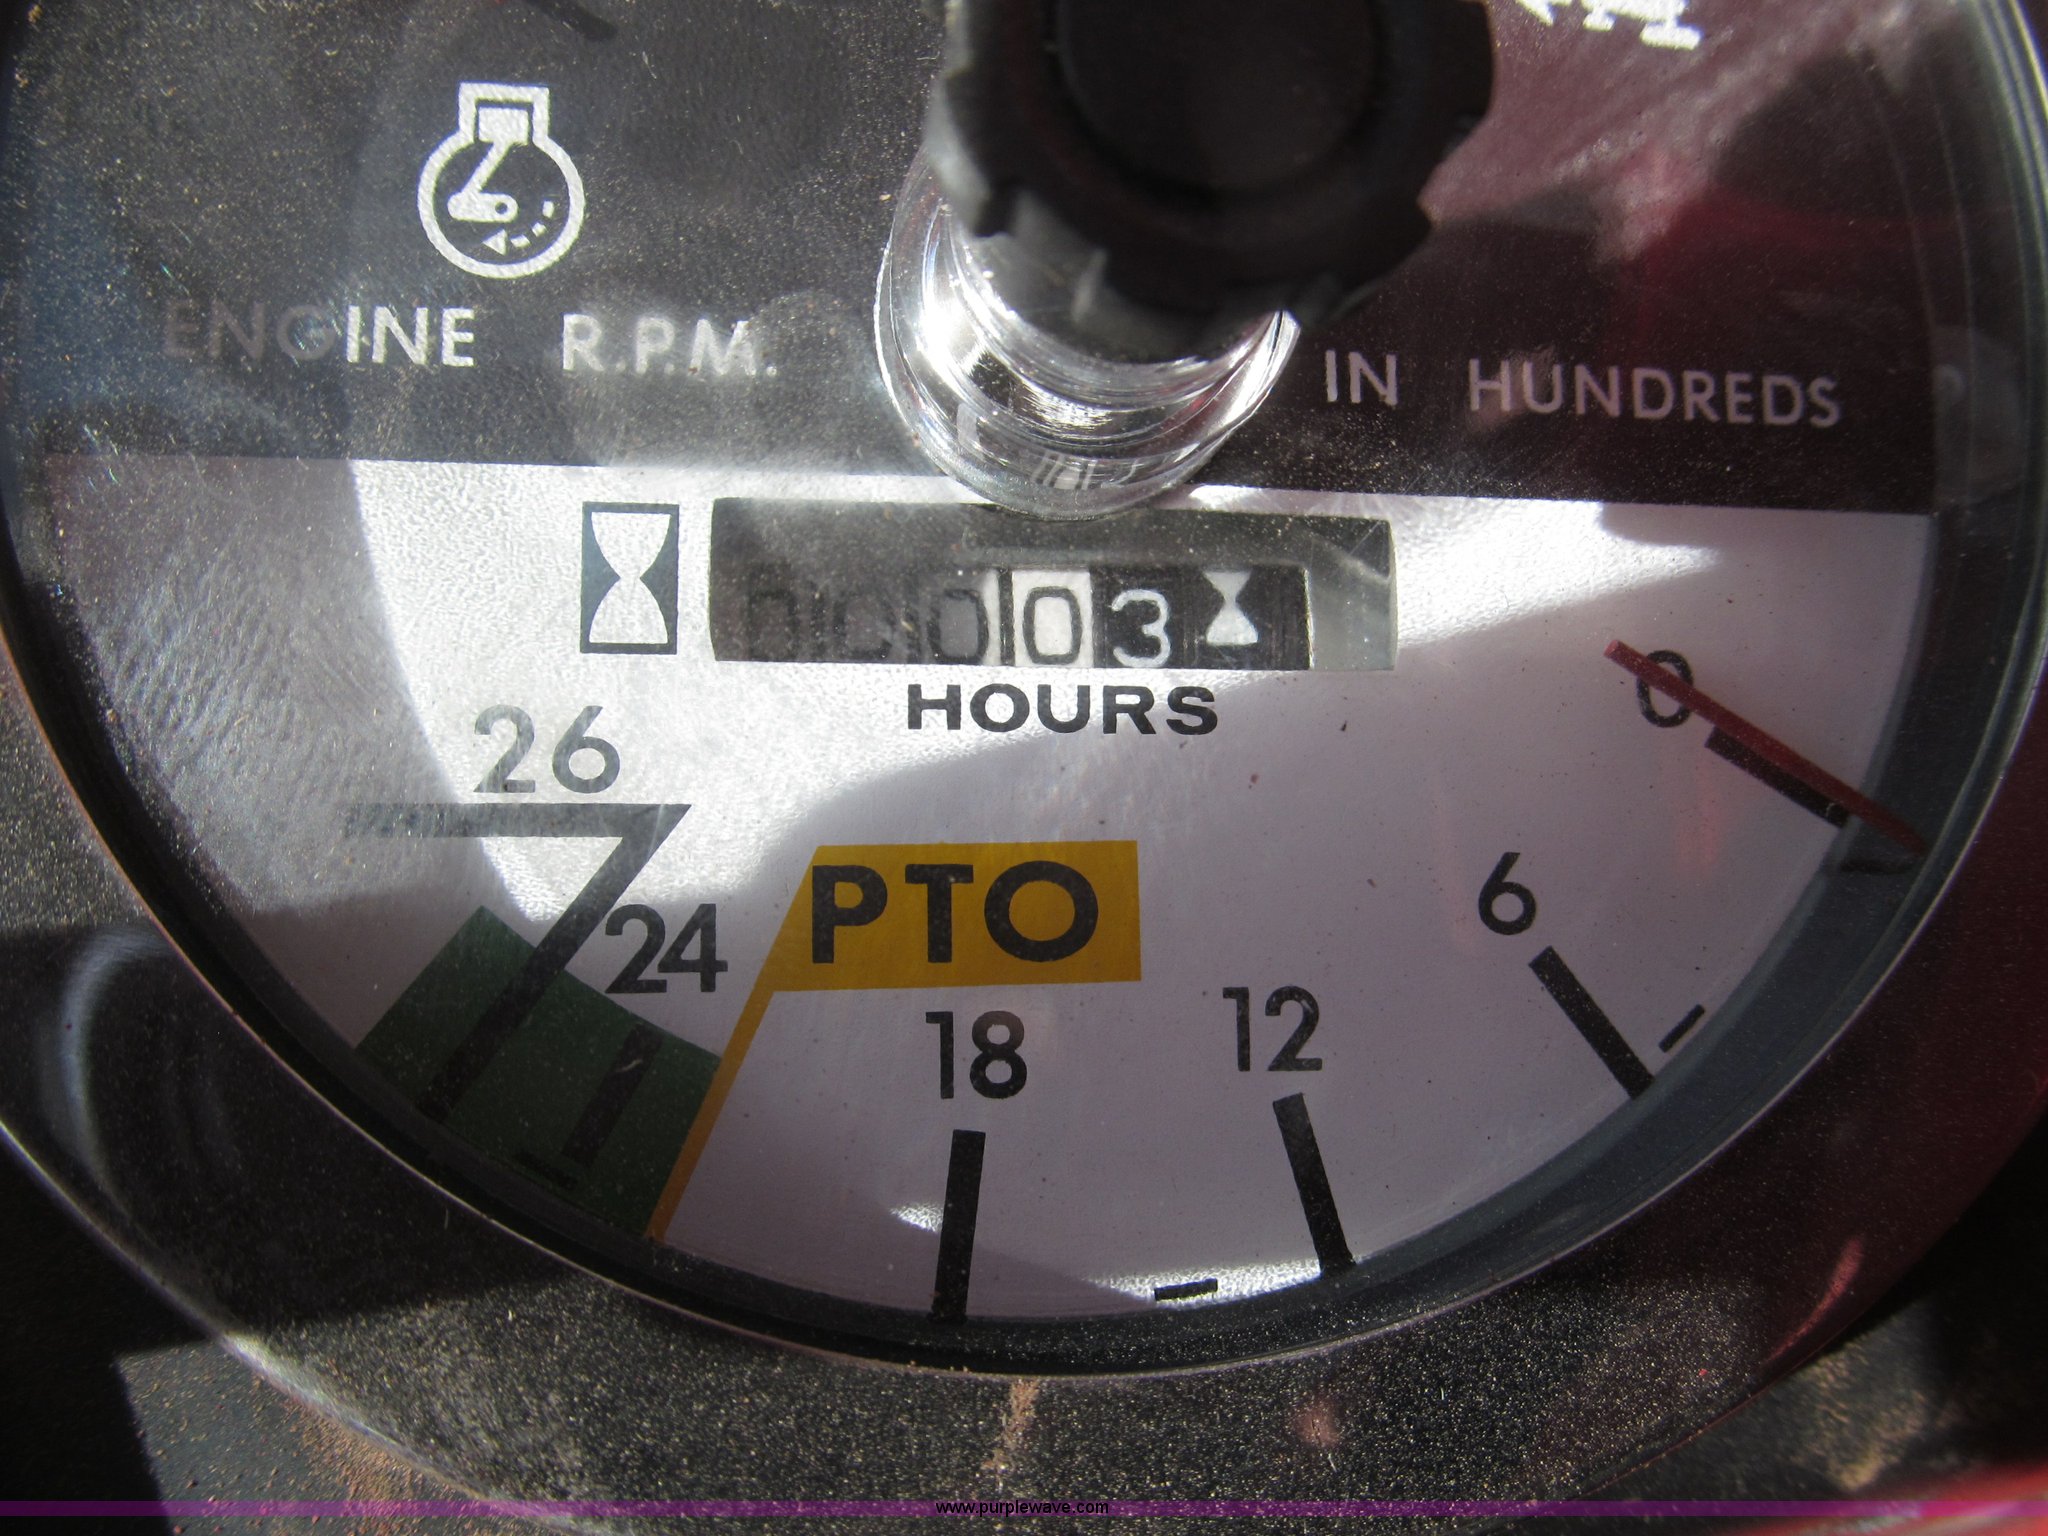 ENGINE R.P.M. IN HUNDREDS
00003
HOURS
0
26
6
PTO
24
12
18
www.purplewave.com